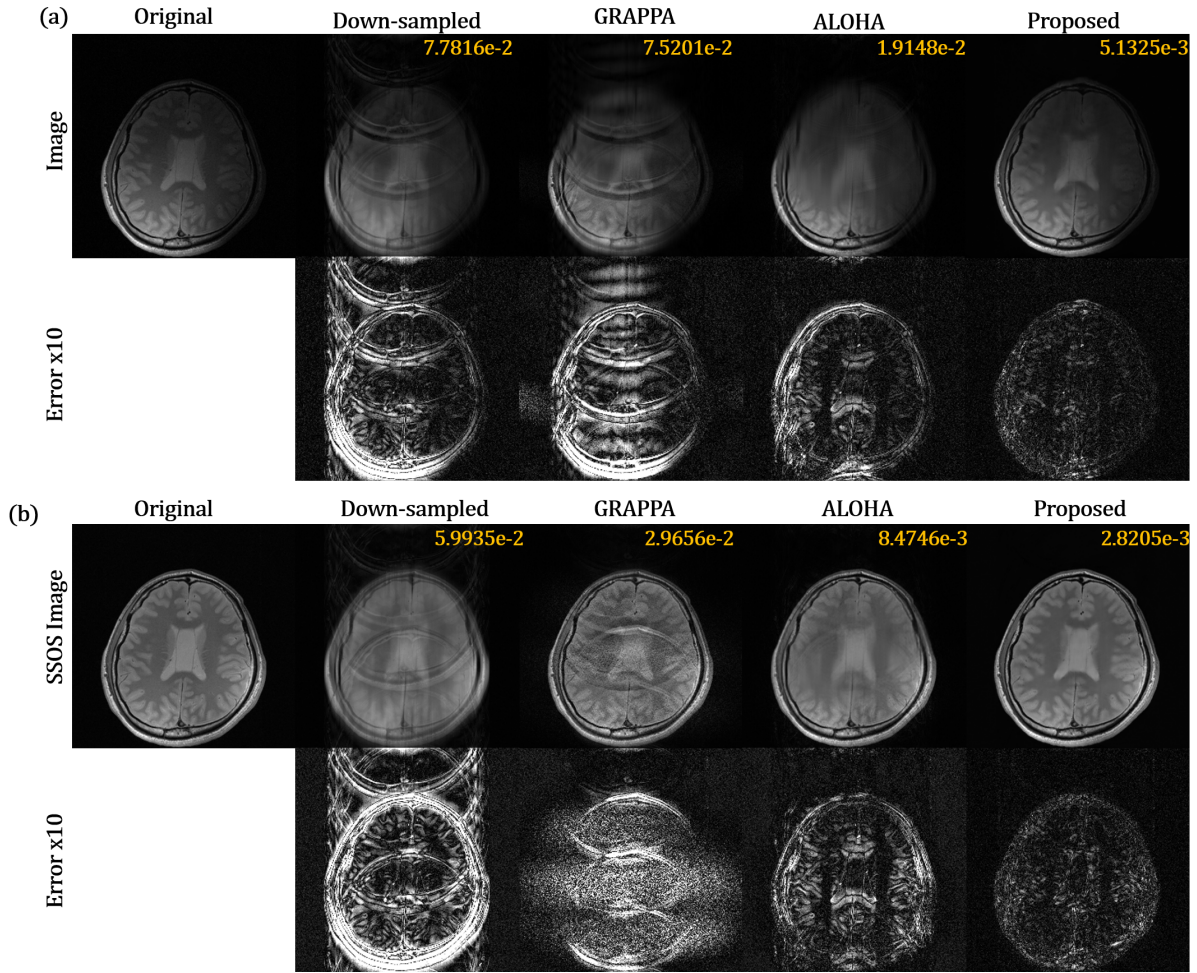 (a)
Original
Down-sampled
GRAPPA
ALOHA
Proposed
7.7816e-2
7.5201e-2
1.9148e-2
5.1325e-3
Image
Error x10
(b)
Original
Down-sampled
GRAPPA
ALOHA
Proposed
5.9935e-2
2.9656e-2
8.4746e-3
2.8205e-3
SSOS Image
Error x10